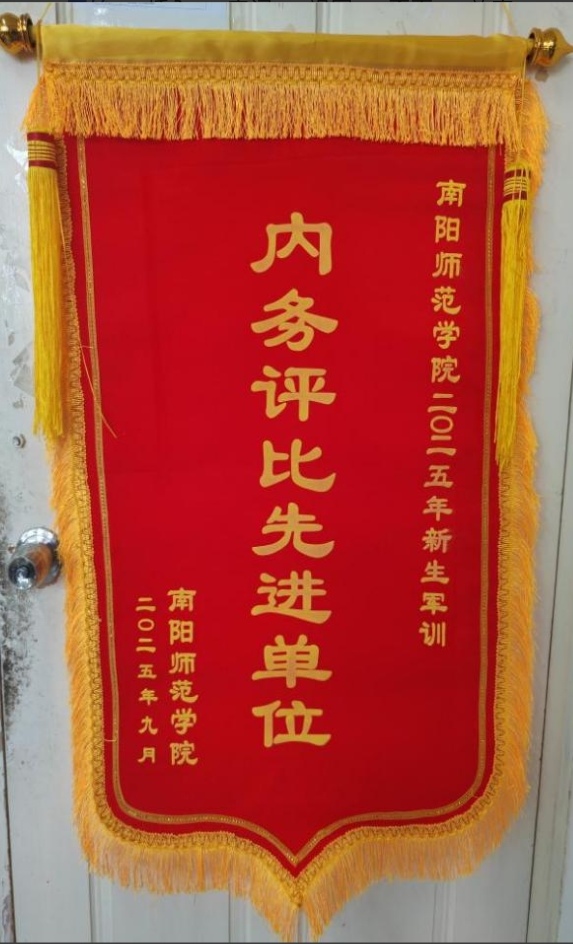 南阳师范学院二〇二五年新生军训
内务评比先进单位
南阳师范学院
二〇二五年九月